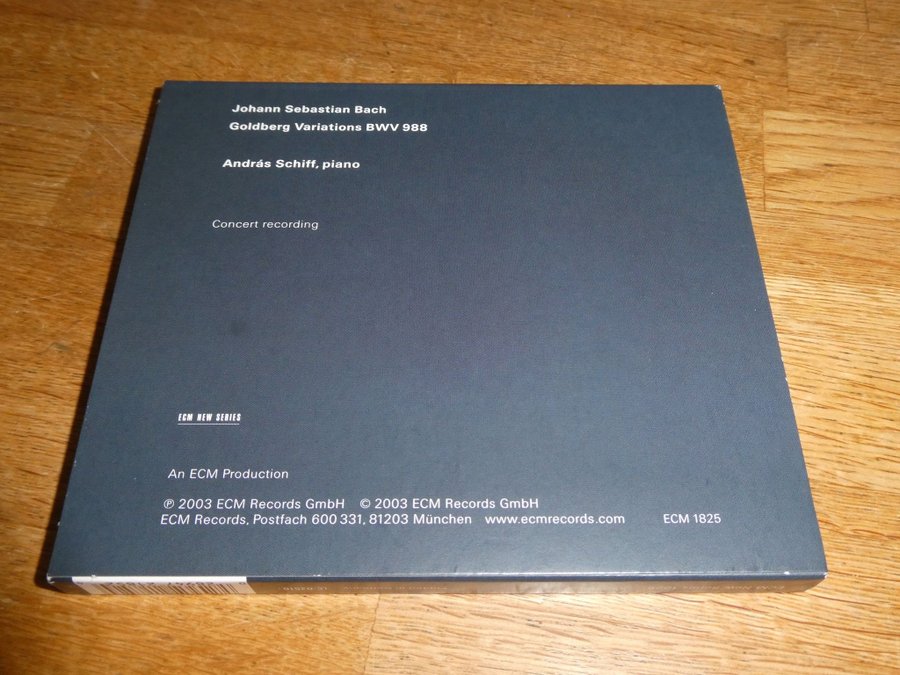 Johann Sebastian Bach
Goldberg Variations BWV 988
András Schiff, piano
Concert recording
ECM NEW SERIES
An ECM Production
℗ 2003 ECM Records GmbH © 2003 ECM Records GmbH
ECM Records, Postfach 600 331, 81203 München www.ecmrecords.com ECM 1825